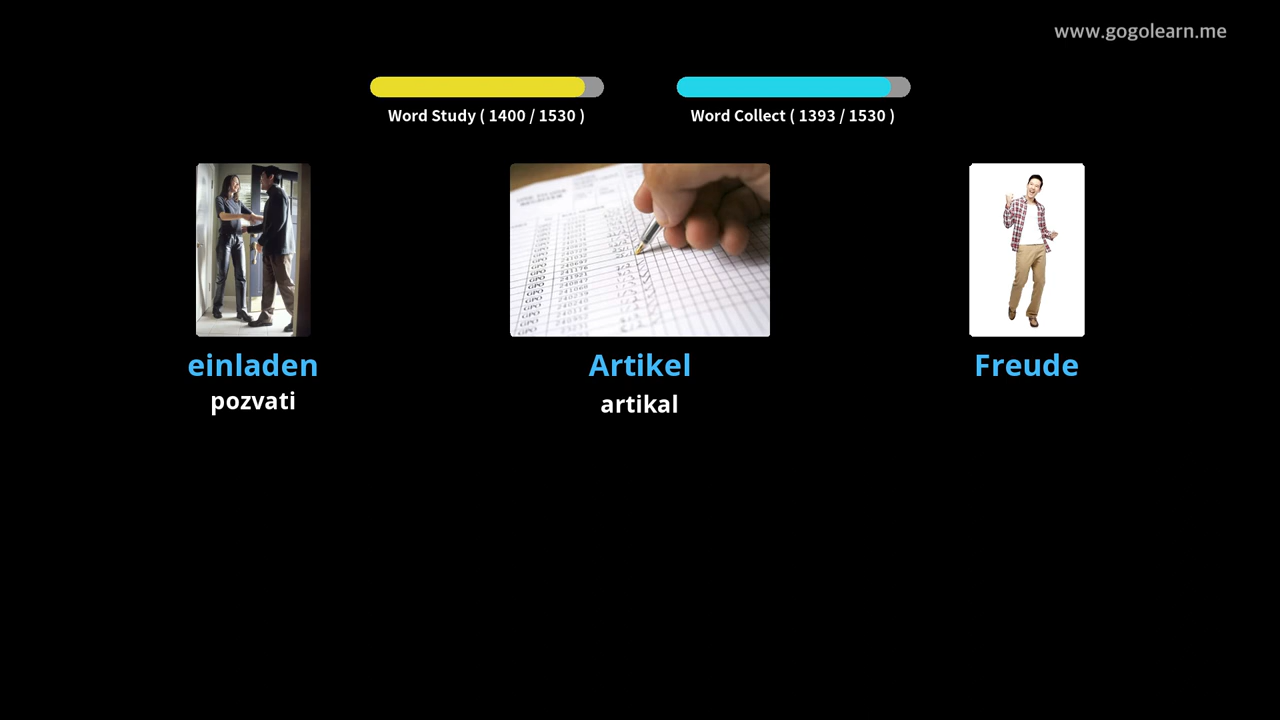 www.gogolearn.me
Word Study ( 1400 / 1530 )
Word Collect ( 1393 / 1530 )
einladen
Artikel
Freude
pozvati
artikal